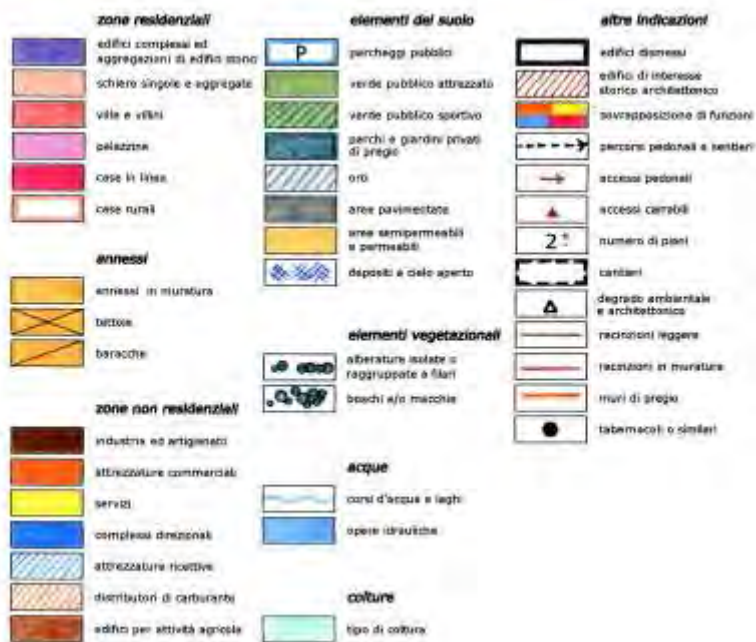 zone residenziali
edifici complessi ed
aggregazioni di edifici storici
schiere singole e aggregate
ville e villini
palazzine
case in linea
case rurali
annessi
annessi in muratura
tettoie
baracche
zone non residenziali
industria ed artigianato
attrezzature commerciali
servizi
complessi direzionali
attrezzature ricettive
distributori di carburante
edifici per attività agricola
elementi del suolo
P
parcheggi pubblici
verde pubblico attrezzato
verde pubblico sportivo
parchi e giardini privati
di pregio
orti
aree pavimentate
aree semipermeabili
e permeabili
depositi a cielo aperto
elementi vegetazionali
alberature isolate o
raggruppate a filari
boschi e/o macchie
acque
corsi d'acqua e laghi
opere idrauliche
colture
tipo di coltura
altre indicazioni
edifici dismessi
edifici di interesse
storico architettonico
sovrapposizione di funzioni
percorsi pedonali e sentieri
accessi pedonali
accessi carrabili
2
numero di piani
cantieri
degrado ambientale
e architettonico
recinzioni leggere
recinzioni in muratura
muri di pregio
tabernacoli o similari